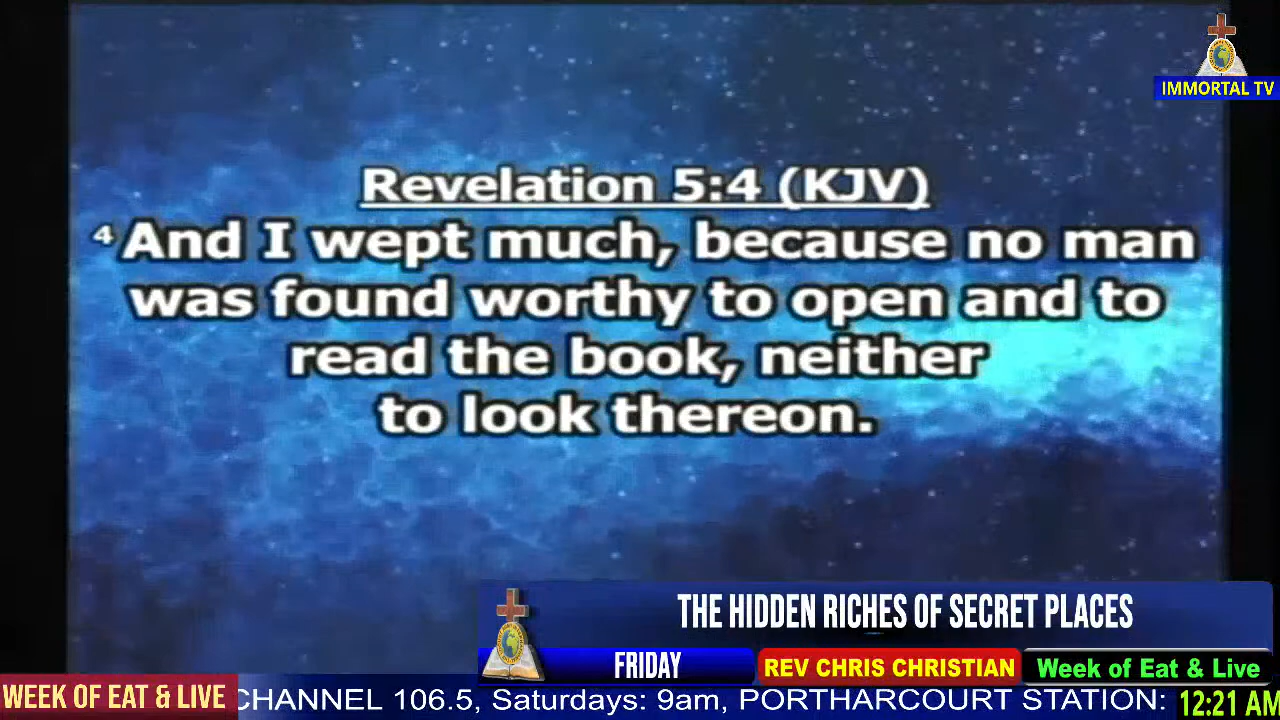 IMMORTAL TV
Revelation 5:4 (KJV)
4 And I wept much, because no man
was found worthy to open and to
read the book, neither
to look thereon.
THE HIDDEN RICHES OF SECRET PLACES
FRIDAY
REV CHRIS CHRISTIAN
Week of Eat & Live
WEEK OF EAT & LIVE
CHANNEL 106.5, Saturdays: 9am, PORTHARCOURT STATION:
12:21 AM